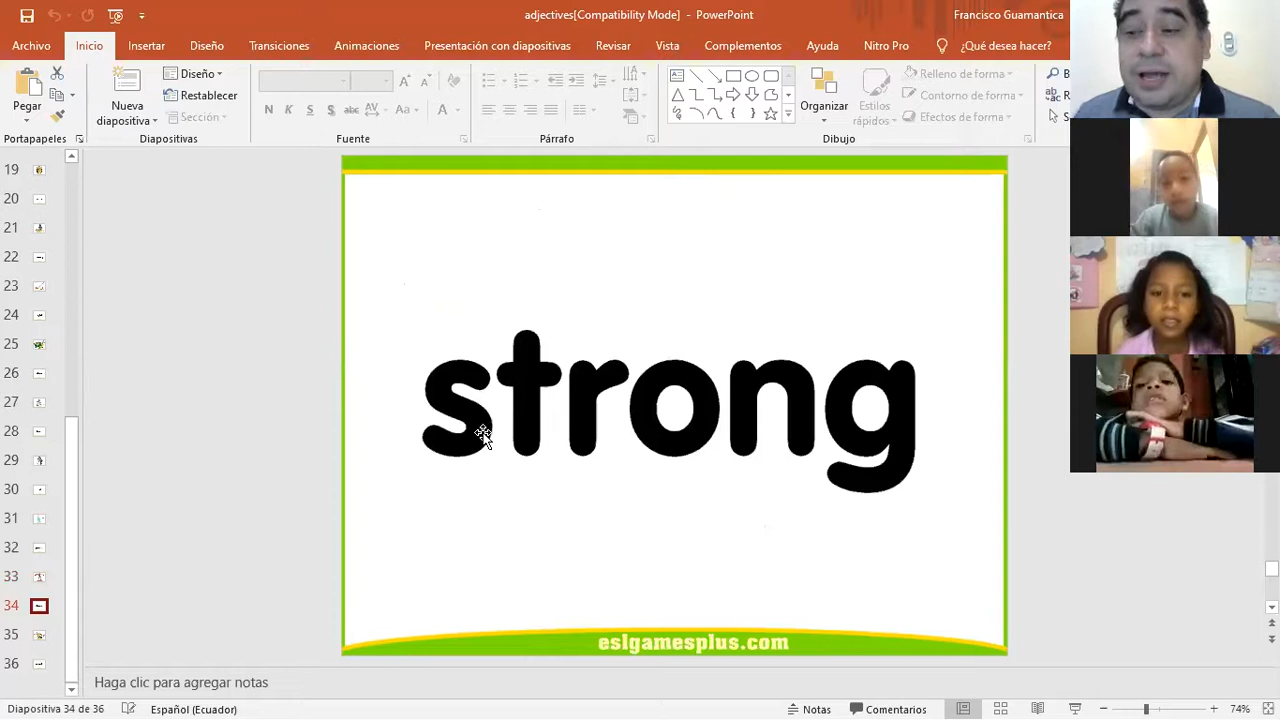 adjectives[Compatibility Mode] - PowerPoint
Francisco Guamantica
Archivo Inicio Insertar Diseño Transiciones Animaciones Presentación con diapositivas Revisar Vista Complementos Ayuda Nitro Pro ¿Qué desea hacer?
Pegar
Nueva diapositiva
Diseño
Restablecer
Sección
N K S abc AV Aa A
Organizar
Estilos rápidos
Relleno de forma
Contorno de forma
Efectos de forma
Portapapeles Diapositivas Fuente Párrafo Dibujo
19
20
21
22
23
24
25
26
27
28
29
30
31
32
33
34
35
36
strong
eslgamesplus.com
Haga clic para agregar notas
Diapositiva 34 de 36 Español (Ecuador) Notas Comentarios 74%